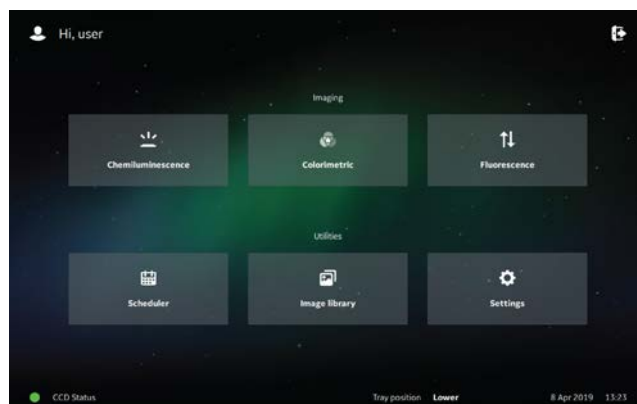 Hi, user
Imaging
Chemiluminescence Colorimetric Fluorescence
Utilities
Scheduler Image library Settings
CCD Status Tray position Lower 8 Apr 2019 13:23